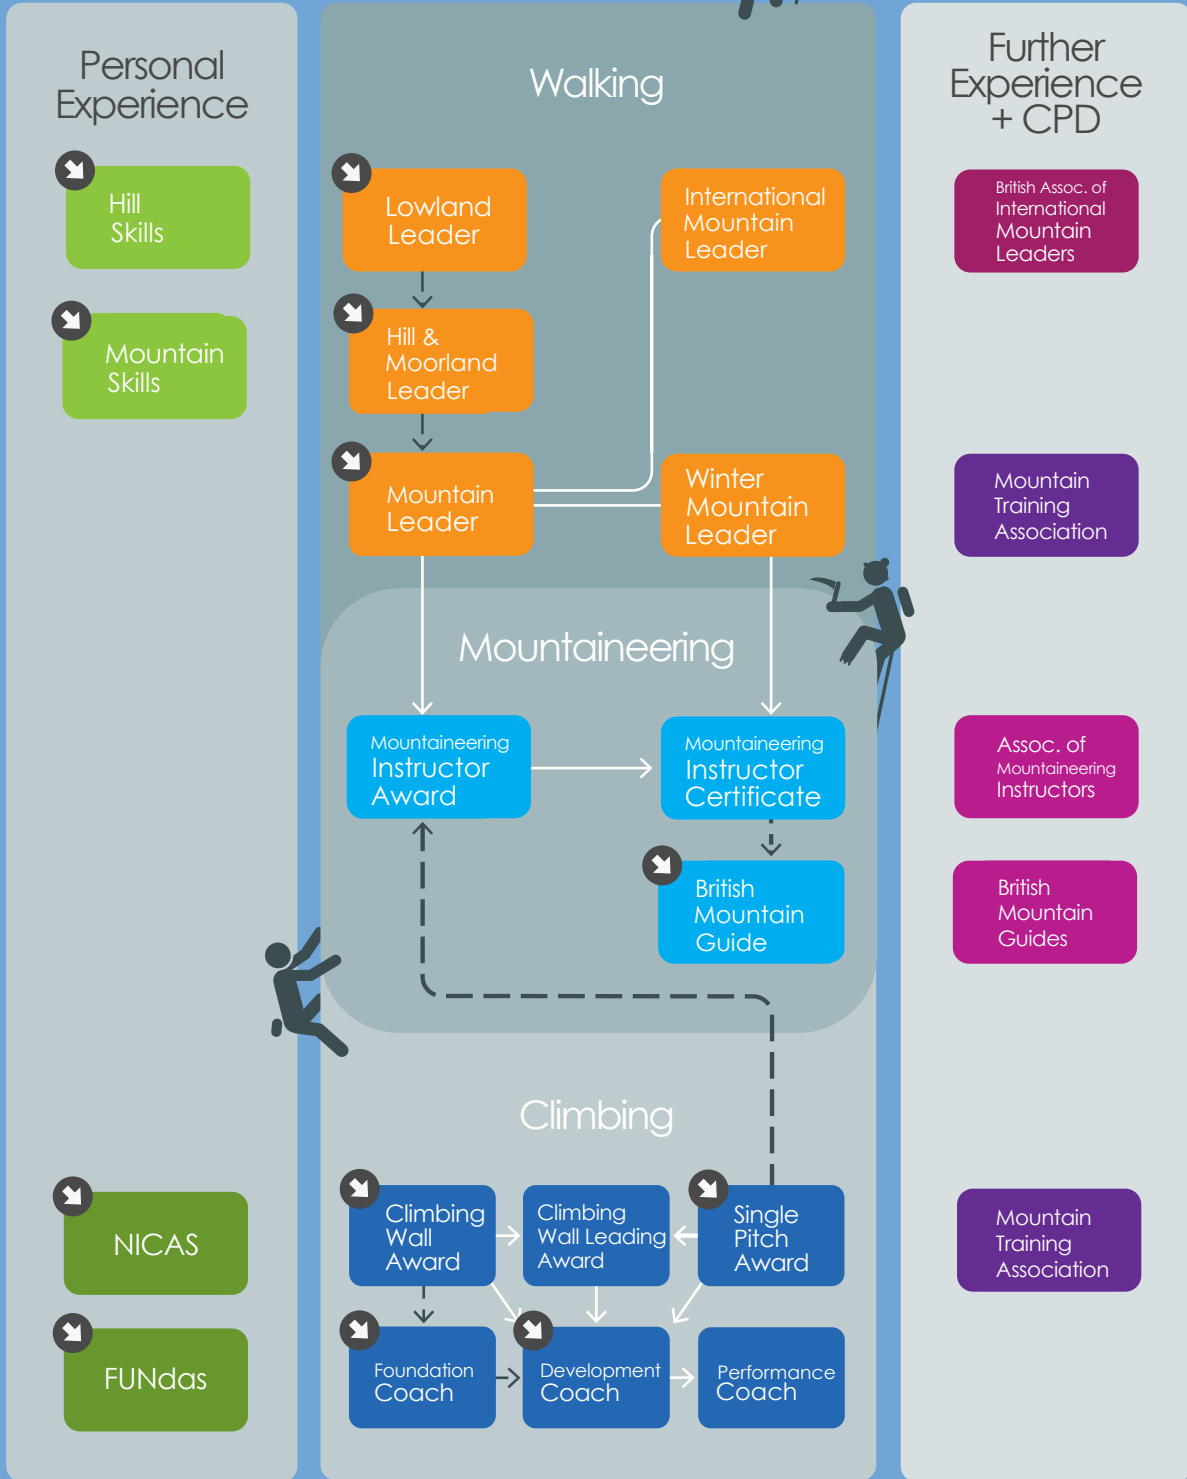 Personal
Experience
Hill
Skills
Mountain
Skills
NICAS
FUNdas
Walking
Lowland
Leader
International
Mountain
Leader
Hill &
Moorland
Leader
Mountain
Leader
Winter
Mountain
Leader
Mountaineering
Mountaineering
Instructor
Award
Mountaineering
Instructor
Certificate
British
Mountain
Guide
Climbing
Climbing
Wall
Award
Climbing
Wall Leading
Award
Single
Pitch
Award
Foundation
Coach
Development
Coach
Performance
Coach
Further
Experience
+ CPD
British Assoc. of
International
Mountain
Leaders
Mountain
Training
Association
Assoc. of
Mountaineering
Instructors
British
Mountain
Guides
Mountain
Training
Association